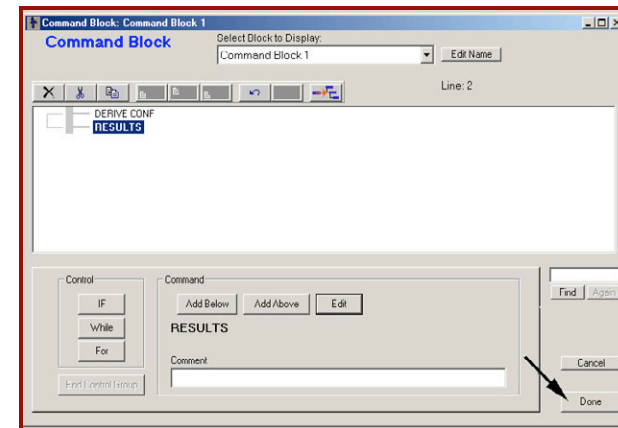 Command Block: Command Block 1
Command Block
Select Block to Display:
Command Block 1
Edit Name
Line: 2
DERIVE CONF
RESULTS
Control
IF
While
For
End Control Group
Command
Add Below
Add Above
Edit
RESULTS
Comment
Find
Again
Cancel
Done